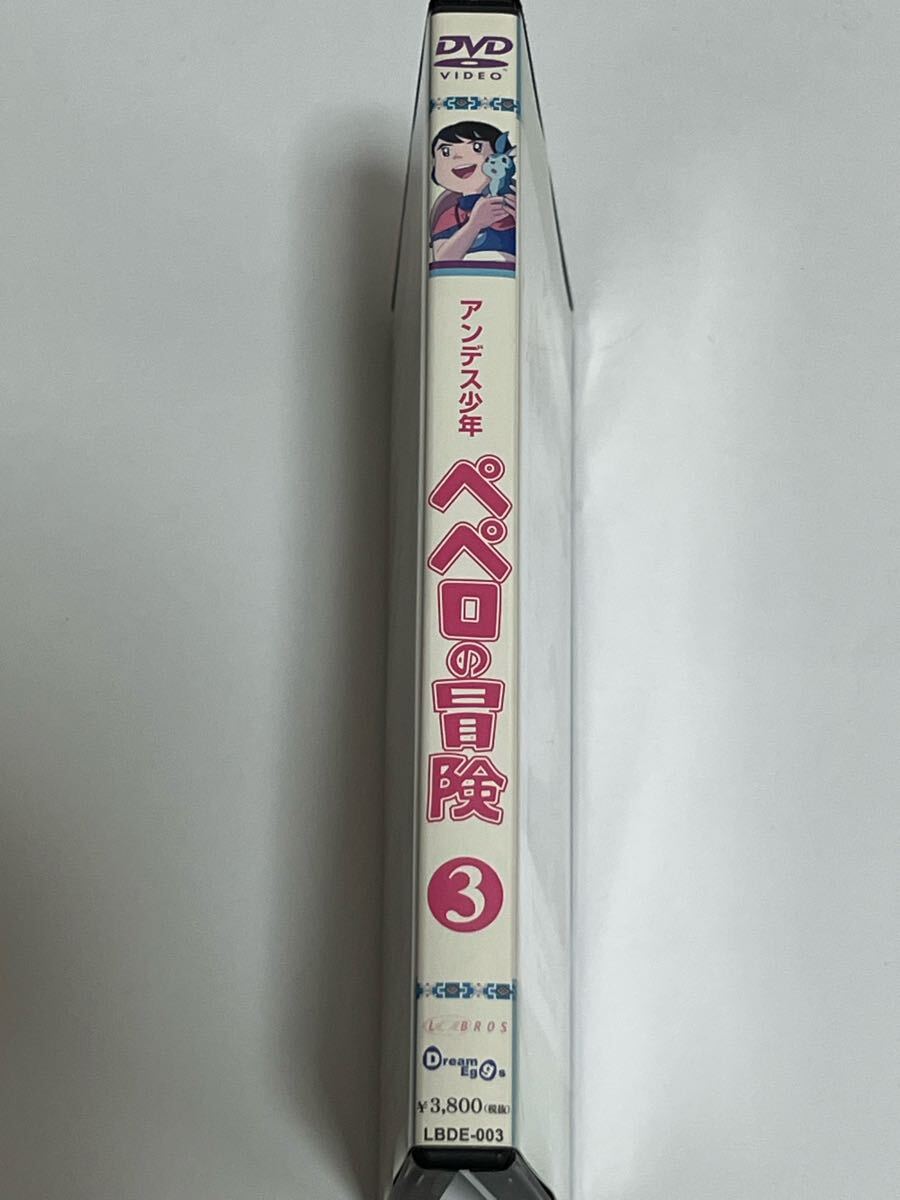 DVD
VIDEO
アンデス少年
ペペロの冒険
3
BROS
Dream
Eggs
¥3,800(税抜)
LBDE-003